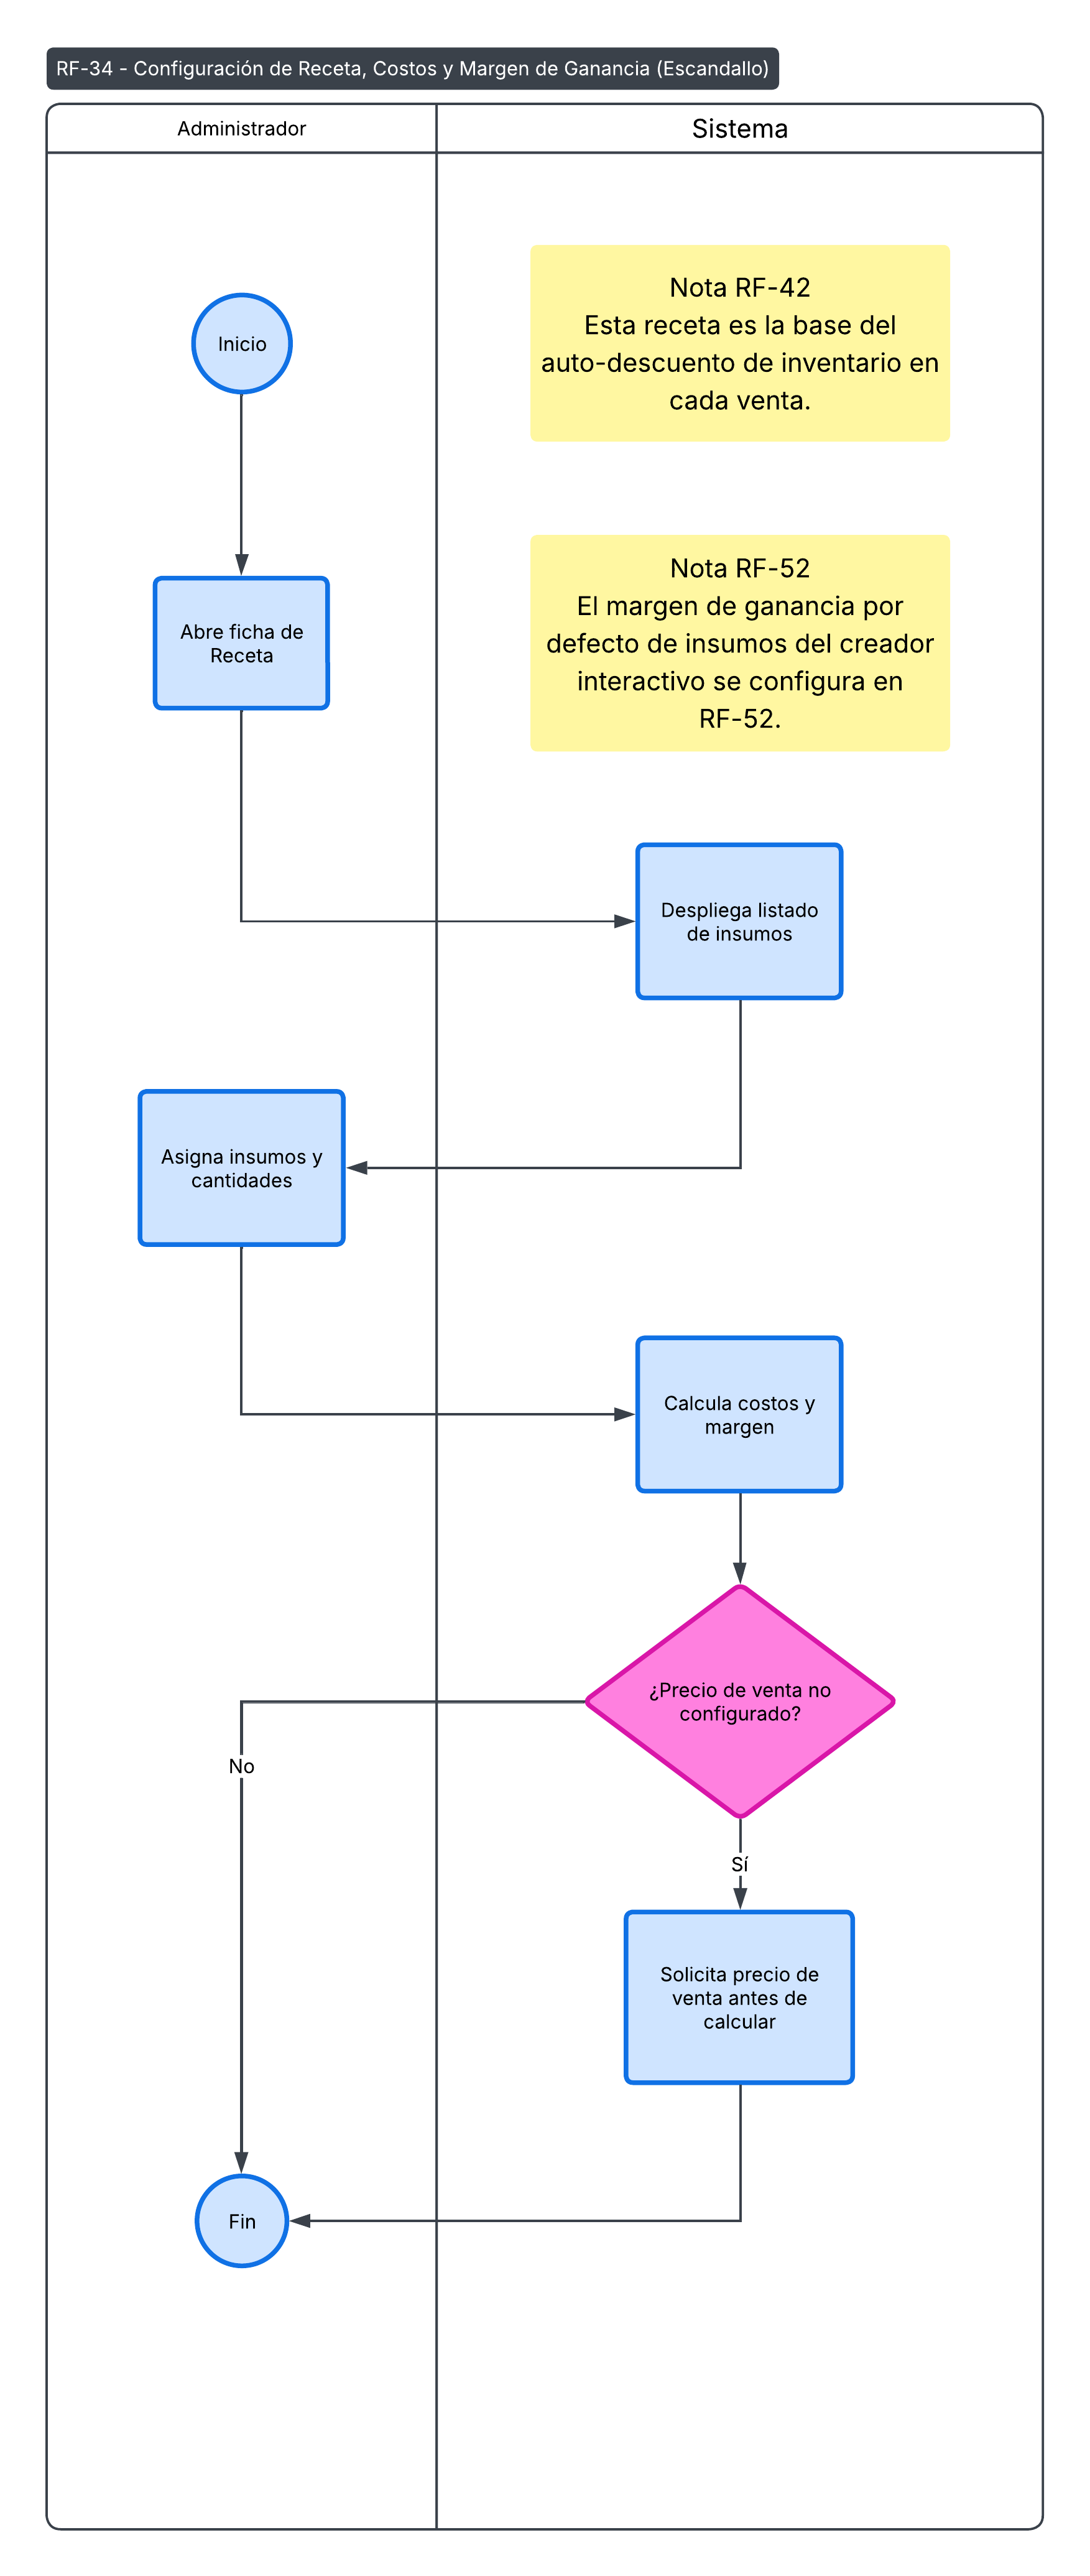 RF-34 - Configuración de Receta, Costos y Margen de Ganancia (Escandallo)
Administrador
Sistema
Nota RF-42
Esta receta es la base del
auto-descuento de inventario en
cada venta.
Inicio
Nota RF-52
El margen de ganancia por
defecto de insumos del creador
interactivo se configura en
RF-52.
Abre ficha de
Receta
Despliega listado
de insumos
Asigna insumos y
cantidades
Calcula costos y
margen
¿Precio de venta no
configurado?
No
Sí
Solicita precio de
venta antes de
calcular
Fin